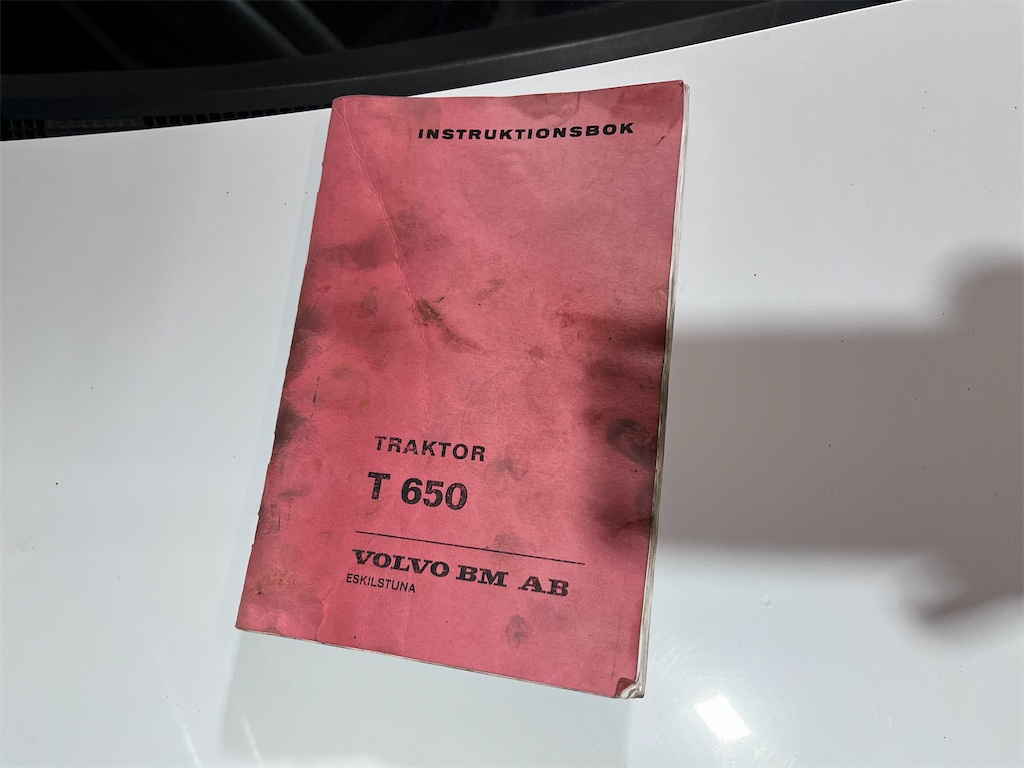 INSTRUKTIONSBOK
TRAKTOR
T 650
VOLVO BM AB
ESKILSTUNA